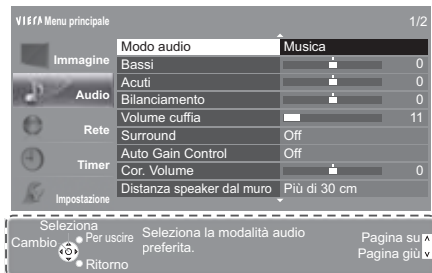 VIErA Menu principale 1/2
Immagine
Audio
Rete
Timer
Impostazione
Modo audio Musica
Bassi 0
Acuti 0
Bilanciamento 0
Volume cuffia 11
Surround Off
Auto Gain Control Off
Cor. Volume 0
Distanza speaker dal muro Più di 30 cm
Seleziona
Cambio
Per uscire
Ritorno
Seleziona la modalità audio
preferita.
Pagina su
Pagina giù